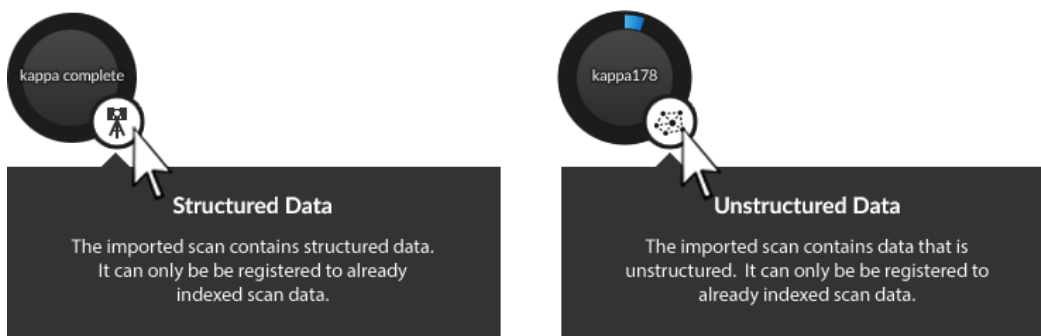 kappa complete
Structured Data
The imported scan contains structured data.
It can only be be registered to already
indexed scan data.
kappa178
Unstructured Data
The imported scan contains data that is
unstructured. It can only be be registered to
already indexed scan data.